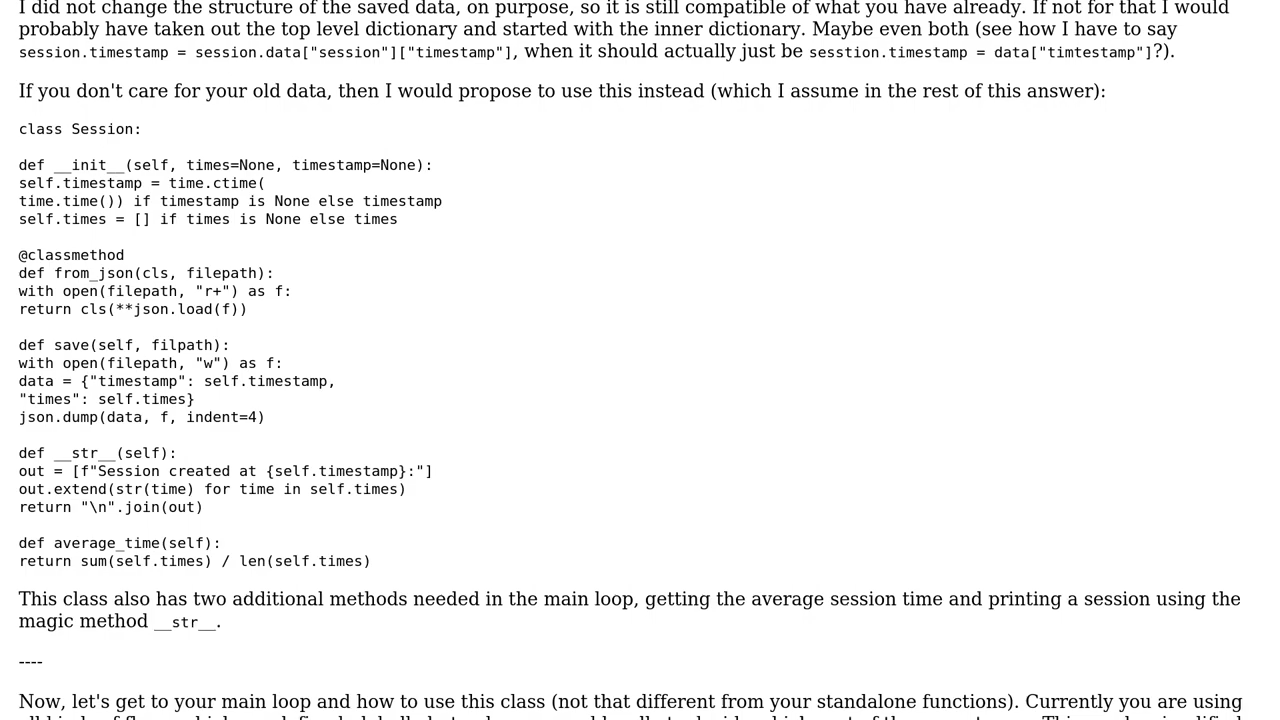 I did not change the structure of the saved data, on purpose, so it is still compatible of what you have already. If not for that I would
probably have taken out the top level dictionary and started with the inner dictionary. Maybe even both (see how I have to say
session.timestamp = session.data["session"]["timestamp"], when it should actually just be sesstion.timestamp = data["timtestamp"]?).
If you don't care for your old data, then I would propose to use this instead (which I assume in the rest of this answer):
class Session:
def __init__(self, times=None, timestamp=None):
self.timestamp = time.ctime(
time.time()) if timestamp is None else timestamp
self.times = [] if times is None else times
@classmethod
def from_json(cls, filepath):
with open(filepath, "r+") as f:
return cls(**json.load(f))
def save(self, filpath):
with open(filepath, "w") as f:
data = {"timestamp": self.timestamp,
"times": self.times}
json.dump(data, f, indent=4)
def __str__(self):
out = [f"Session created at {self.timestamp}:"]
out.extend(str(time) for time in self.times)
return "\n".join(out)
def average_time(self):
return sum(self.times) / len(self.times)
This class also has two additional methods needed in the main loop, getting the average session time and printing a session using the
magic method __str__.
----
Now, let's get to your main loop and how to use this class (not that different from your standalone functions). Currently you are using